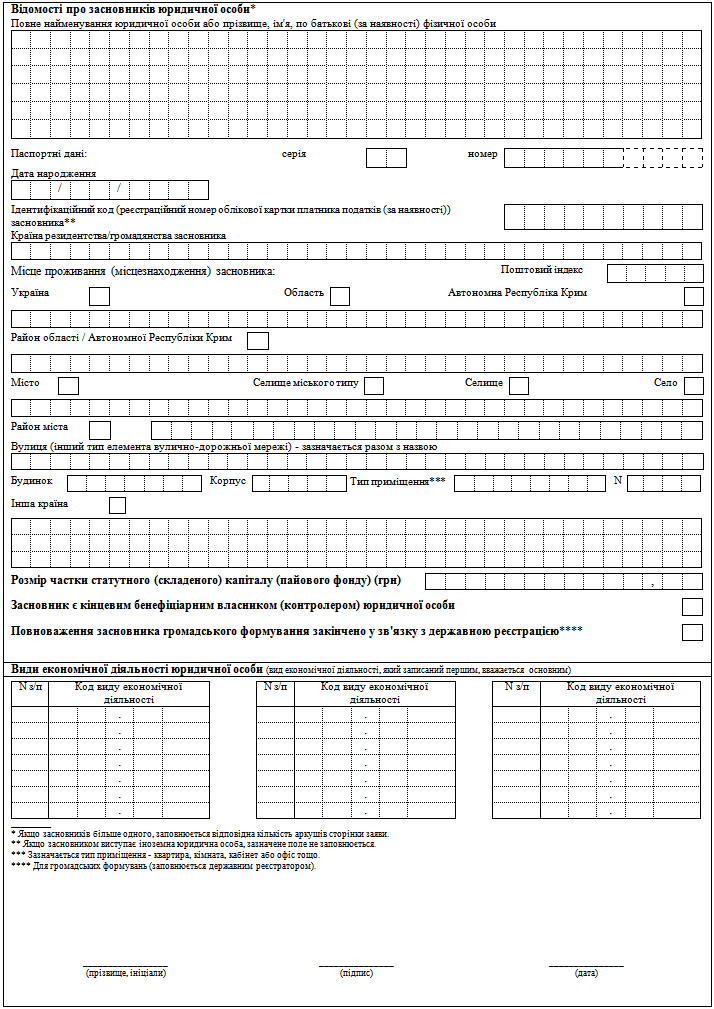 Відомості про засновників юридичної особи*
Повне найменування юридичної особи або прізвище, ім'я, по батькові (за наявності) фізичної особи
Паспортні дані: серія номер
Дата народження
/ /
Ідентифікаційний код (реєстраційний номер облікової картки платника податків (за наявності))
засновника**
Країна резидентства/громадянства засновника
Місце проживання (місцезнаходження) засновника: Поштовий індекс
Україна Область Автономна Республіка Крим
Район області / Автономної Республіки Крим
Місто Селище міського типу Селище Село
Район міста
Вулиця (інший тип елемента вулично-дорожньої мережі) - зазначається разом з назвою
Будинок Корпус Тип приміщення*** N
Інша країна
Розмір частки статутного (складеного) капіталу (пайового фонду) (грн) ,
Засновник є кінцевим бенефіціарним власником (контролером) юридичної особи
Повноваження засновника громадського формування закінчено у зв'язку з державною реєстрацією****
Види економічної діяльності юридичної особи (вид економічної діяльності, який записаний першим, вважається основним)
N з/п Код виду економічної N з/п Код виду економічної N з/п Код виду економічної
діяльності діяльності діяльності
. . .
. . .
. . .
. . .
. . .
. . .
. . .
* Якщо засновників більше одного, заповнюється відповідна кількість аркушів сторінки заяви.
** Якщо засновником виступає іноземна юридична особа, зазначене поле не заповнюється.
*** Зазначається тип приміщення - квартира, кімната, кабінет або офіс тощо.
**** Для громадських формувань (заповнюється державним реєстратором).
(прізвище, ініціали) (підпис) (дата)